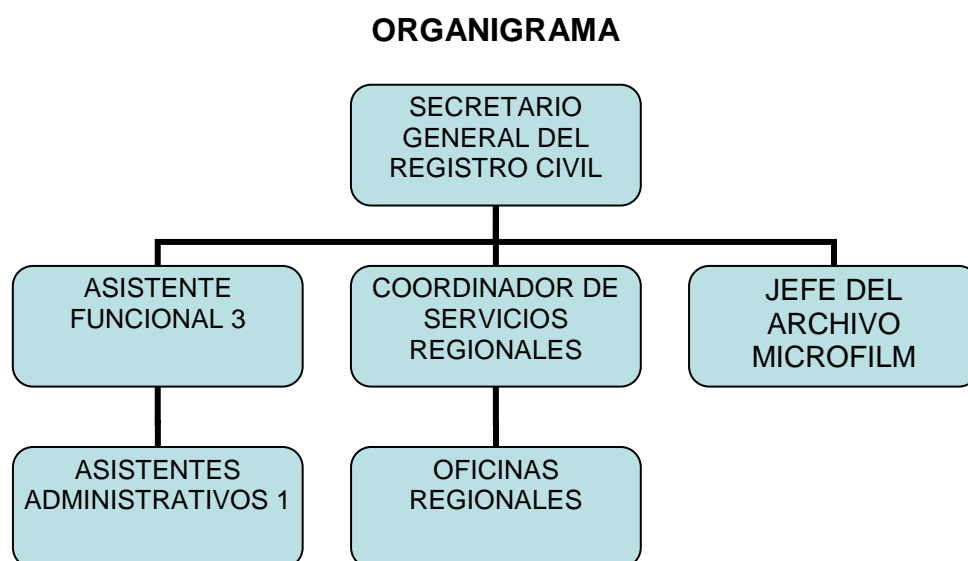 ORGANIGRAMA
SECRETARIO
GENERAL DEL
REGISTRO CIVIL
ASISTENTE
FUNCIONAL 3
COORDINADOR DE
SERVICIOS
REGIONALES
JEFE DEL
ARCHIVO
MICROFILM
ASISTENTES
ADMINISTRATIVOS 1
OFICINAS
REGIONALES